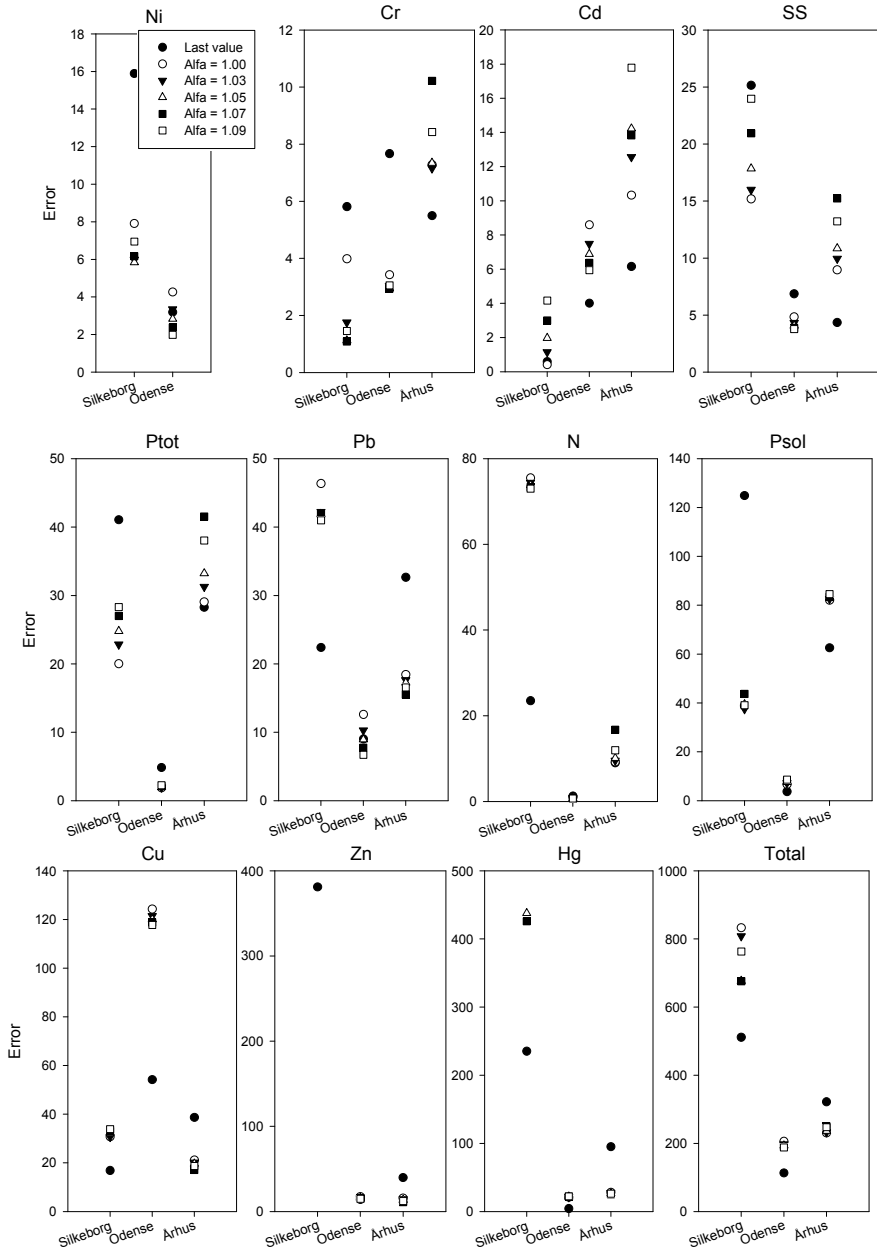 Ni
Cr
Cd
SS
Last value
Alfa = 1.00
Alfa = 1.03
Alfa = 1.05
Alfa = 1.07
Alfa = 1.09
Error
18
16
14
12
10
8
6
4
2
0
Silkeborg
Odense
12
10
8
6
4
2
0
Silkeborg
Odense
Århus
20
18
16
14
12
10
8
6
4
2
0
Silkeborg
Odense
Århus
30
25
20
15
10
5
0
Silkeborg
Odense
Århus
Ptot
Pb
N
Psol
Error
50
40
30
20
10
0
Silkeborg
Odense
Århus
50
40
30
20
10
0
Silkeborg
Odense
Århus
80
60
40
20
0
Silkeborg
Odense
Århus
140
120
100
80
60
40
20
0
Silkeborg
Odense
Århus
Cu
Zn
Hg
Total
Error
140
120
100
80
60
40
20
0
Silkeborg
Odense
Århus
400
300
200
100
0
Silkeborg
Odense
Århus
500
400
300
200
100
0
Silkeborg
Odense
Århus
1000
800
600
400
200
0
Silkeborg
Odense
Århus